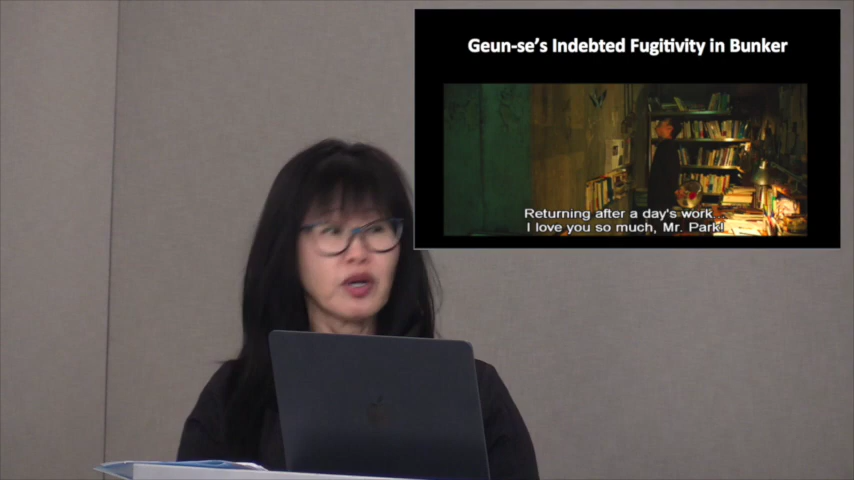 Geun-se's Indebted Fugitivity in Bunker
Returning after a day's work...
I love you so much, Mr. Park!